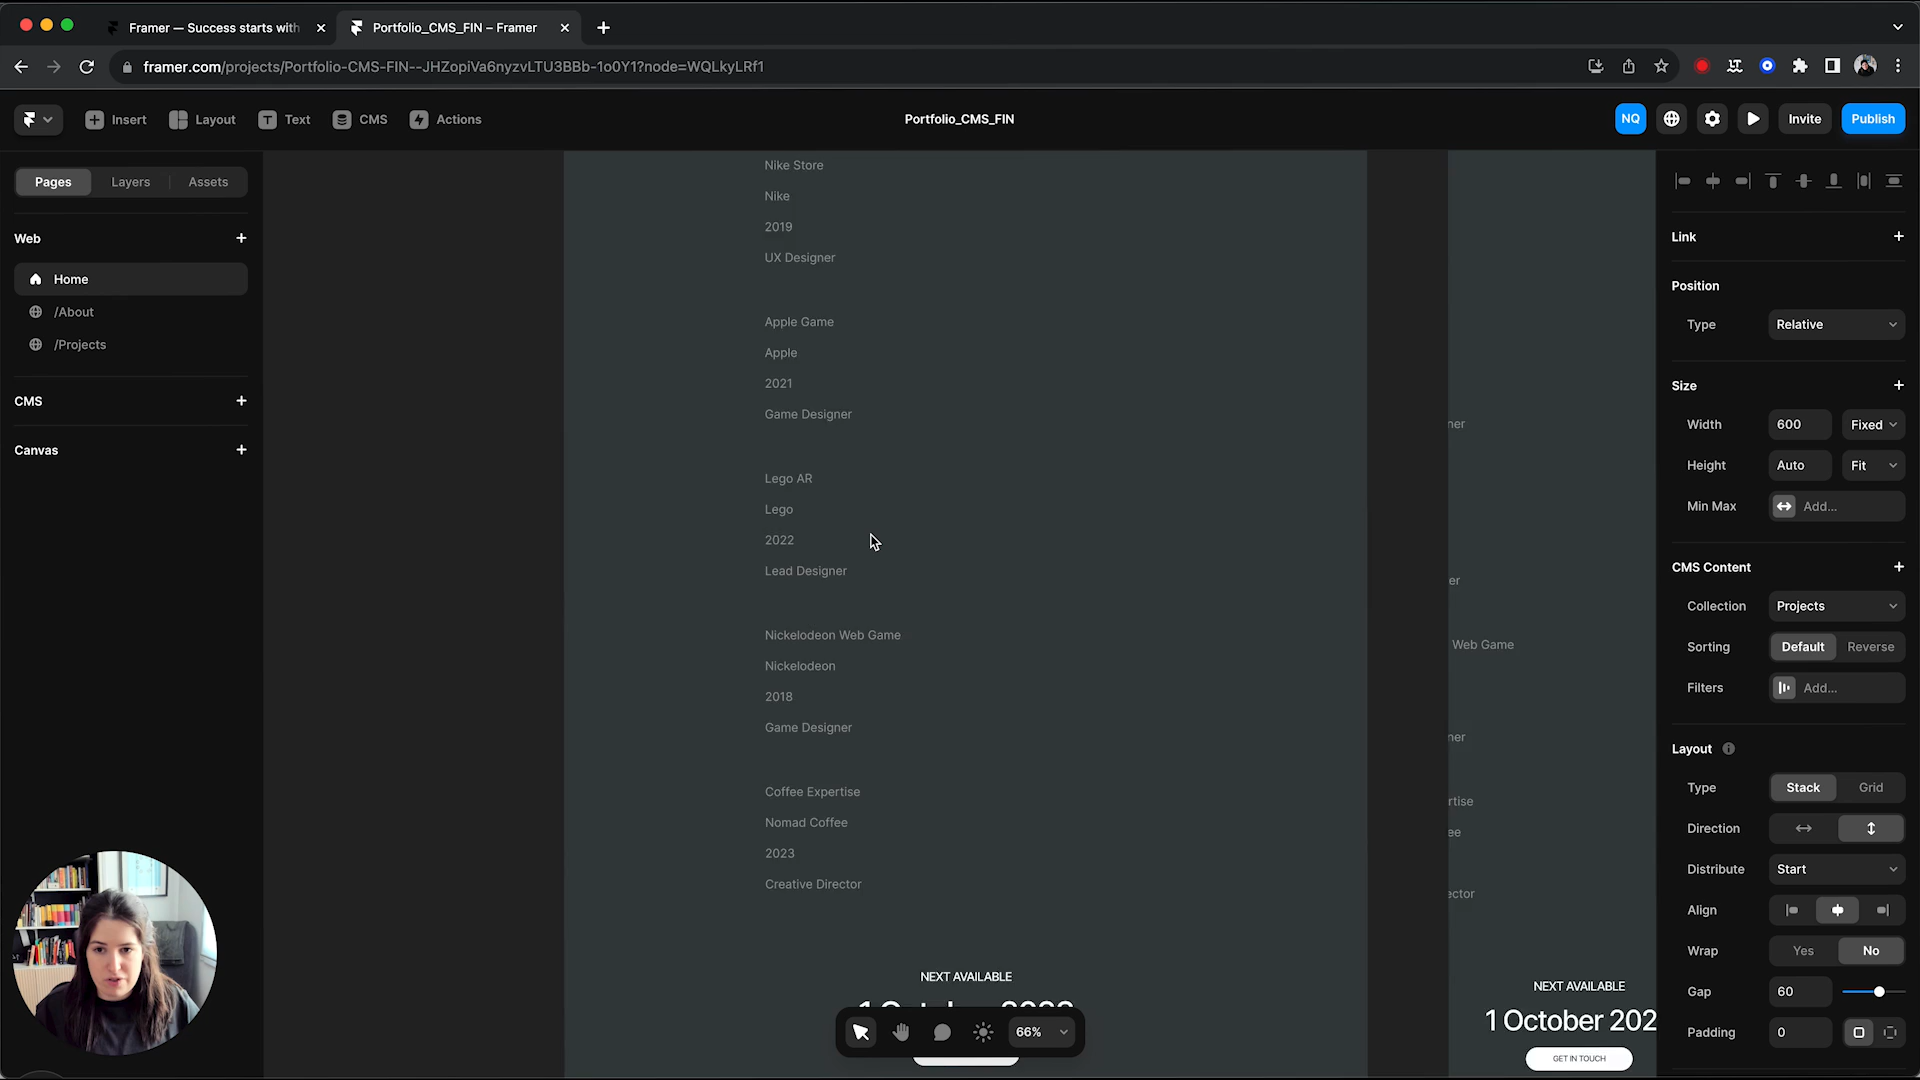 Framer — Success starts with
Portfolio_CMS_FIN – Framer
framer.com/projects/Portfolio-CMS-FIN--JHZopiVa6nyzvLTU3BBb-1o0Y1?node=WQLkyLRf1
Insert
Layout
Text
CMS
Actions
Portfolio_CMS_FIN
NQ
Invite
Publish
Pages
Layers
Assets
Web
Home
/About
/Projects
CMS
Canvas
Nike Store
Nike
2019
UX Designer
Apple Game
Apple
2021
Game Designer
Lego AR
Lego
2022
Lead Designer
Nickelodeon Web Game
Nickelodeon
2018
Game Designer
Coffee Expertise
Nomad Coffee
2023
Creative Director
NEXT AVAILABLE
1 October 2023
66%
ner
er
Web Game
ner
rtise
ee
ector
NEXT AVAILABLE
1 October 202
GET IN TOUCH
Link
Position
Type
Relative
Size
Width
600
Fixed
Height
Auto
Fit
Min Max
Add...
CMS Content
Collection
Projects
Sorting
Default
Reverse
Filters
Add...
Layout
Type
Stack
Grid
Direction
Distribute
Start
Align
Wrap
Yes
No
Gap
60
Padding
0